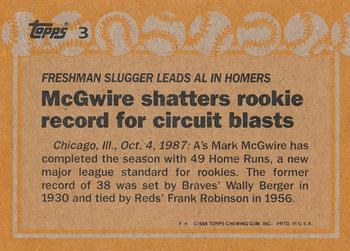 topps 3
FRESHMAN SLUGGER LEADS AL IN HOMERS
McGwire shatters rookie
record for circuit blasts
Chicago, Ill., Oct. 4, 1987: A's Mark McGwire has
completed the season with 49 Home Runs, a new
major league standard for rookies. The former
record of 38 was set by Braves' Wally Berger in
1930 and tied by Reds' Frank Robinson in 1956.
F ★ ©1988 TOPPS CHEWING GUM, INC. PRTD. IN U.S.A.